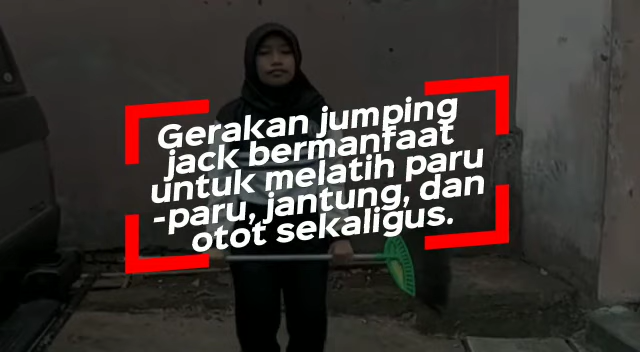 Gerakan jumping
jack bermanfaat
untuk melatih paru
-paru, jantung, dan
otot sekaligus.